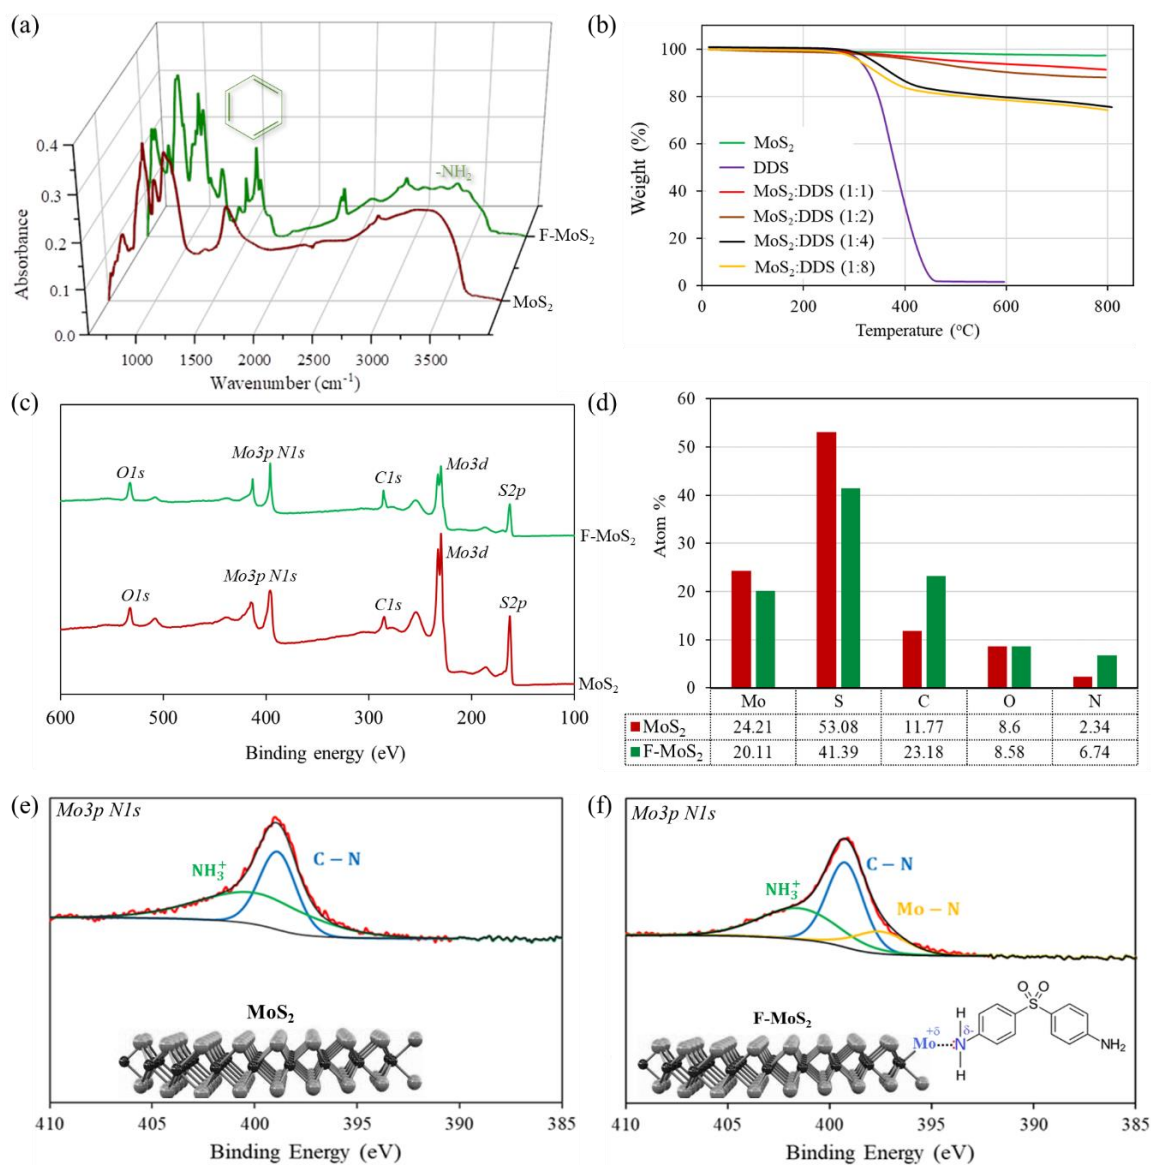 (a)
-NH₂
0.4
0.3
0.2
0.1
0.0
Absorbance
F-MoS₂
MoS₂
1000 1500 2000 2500 3000 3500
Wavenumber (cm⁻¹)
(b)
100
80
60
40
20
0
Weight (%)
MoS₂
DDS
MoS₂:DDS (1:1)
MoS₂:DDS (1:2)
MoS₂:DDS (1:4)
MoS₂:DDS (1:8)
0 200 400 600 800
Temperature (°C)
(c)
O1s
Mo3p N1s
C1s
Mo3d
S2p
F-MoS₂
O1s
Mo3p N1s
C1s
Mo3d
S2p
MoS₂
600 500 400 300 200 100
Binding energy (eV)
(d)
60
50
40
30
20
10
0
Atom %
Mo S C O N
MoS₂ 24.21 53.08 11.77 8.6 2.34
F-MoS₂ 20.11 41.39 23.18 8.58 6.74
(e)
Mo3p N1s
NH₃⁺
C – N
MoS₂
410 405 400 395 390 385
Binding Energy (eV)
(f)
Mo3p N1s
NH₃⁺
C – N
Mo – N
F-MoS₂
O O
S
H
+δ δ-
Mo N
H
NH₂
410 405 400 395 390 385
Binding Energy (eV)